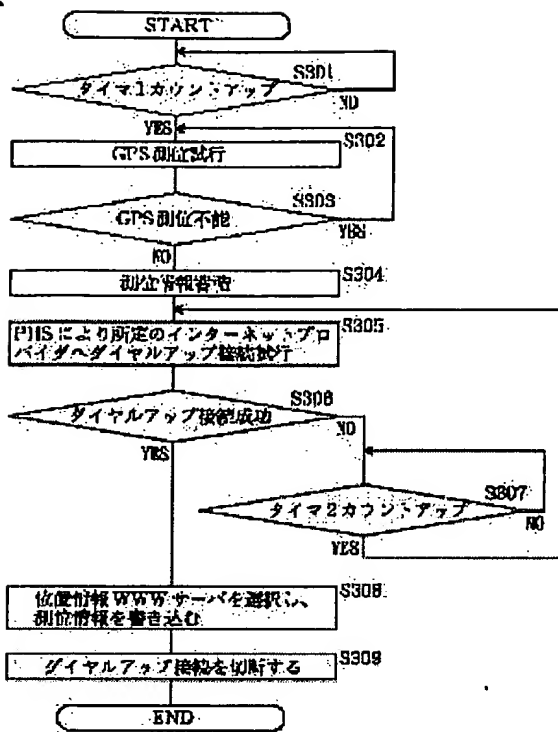 START
S301
タイマ1カウントアップ
NO
YES
S302
GPS測位試行
S303
GPS測位不能
YES
NO
S304
測位情報蓄積
S305
PHSにより所定のインターネットプロ
バイダへダイヤルアップ接続試行
S306
ダイヤルアップ接続成功
NO
YES
S307
タイマ2カウントアップ
NO
YES
S308
位置情報WWWサーバを選択し、
測位情報を書き込む
S309
ダイヤルアップ接続を切断する
END